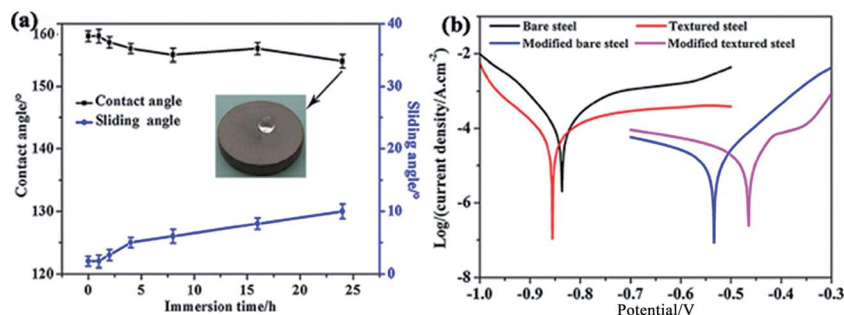 (a)
160
150
140
130
120
Contact angle/°
Contact angle
Sliding angle
40
30
20
10
0
Sliding angle/°
0 5 10 15 20 25
Immersion time/h
(b)
Bare steel Textured steel
Modified bare steel Modified textured steel
-2
-4
-6
-8
Log/(current density/A.cm⁻²)
-1.0 -0.9 -0.8 -0.7 -0.6 -0.5 -0.4 -0.3
Potential/V